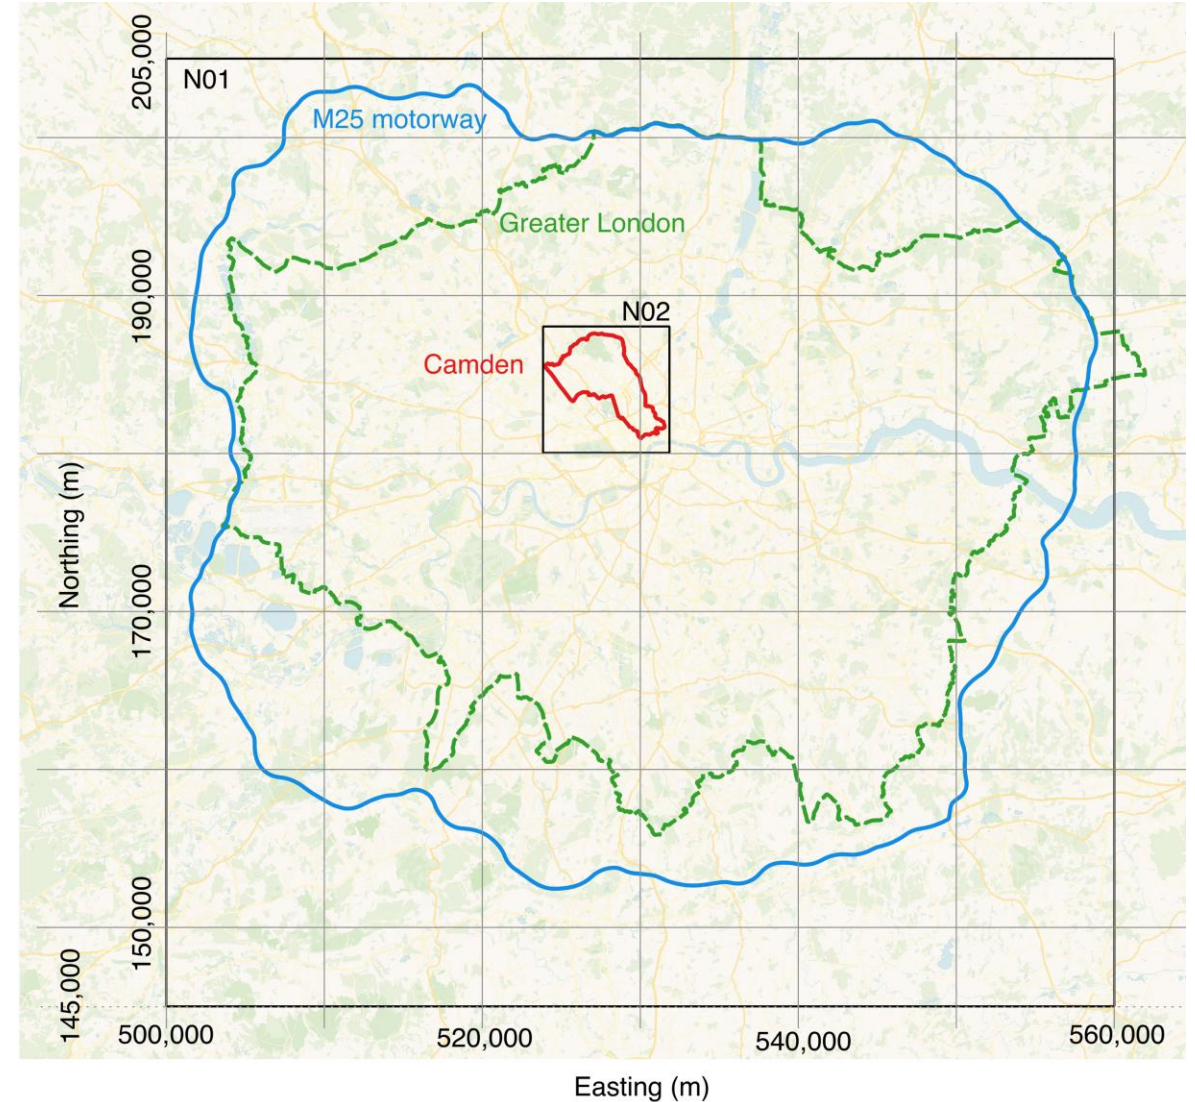 205,000
N01
M25 motorway
Greater London
190,000
N02
Camden
Northing (m)
170,000
150,000
145,000
500,000
520,000
540,000
560,000
Easting (m)